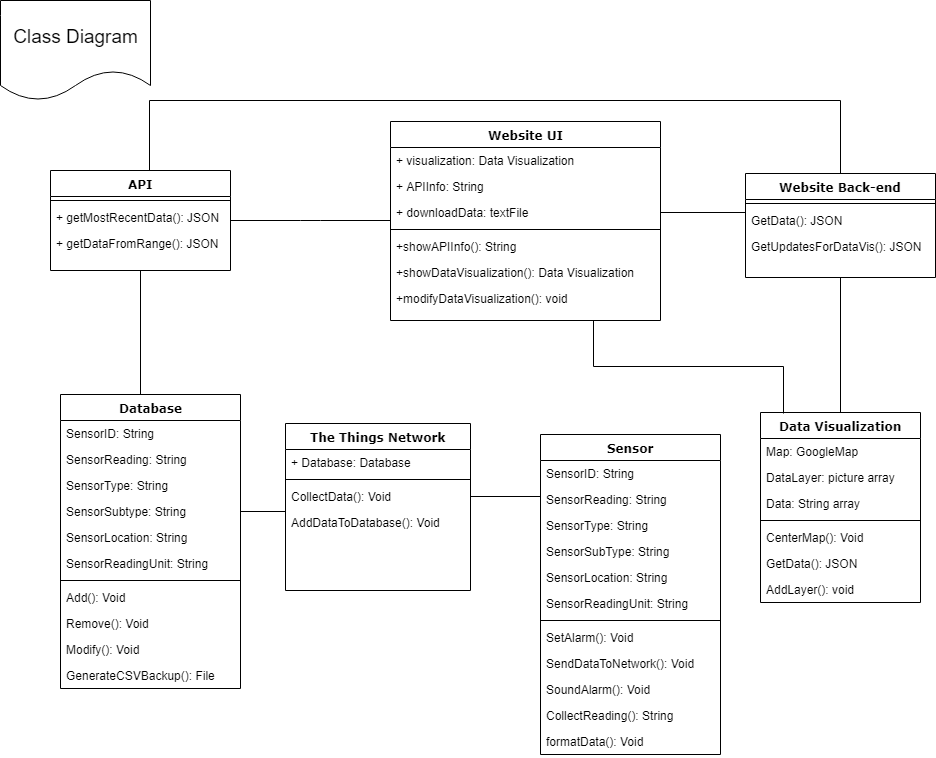 Class Diagram
API
+ getMostRecentData(): JSON
+ getDataFromRange(): JSON
Website UI
+ visualization: Data Visualization
+ APIInfo: String
+ downloadData: textFile
+showAPIInfo(): String
+showDataVisualization(): Data Visualization
+modifyDataVisualization(): void
Website Back-end
GetData(): JSON
GetUpdatesForDataVis(): JSON
Database
SensorID: String
SensorReading: String
SensorType: String
SensorSubtype: String
SensorLocation: String
SensorReadingUnit: String
Add(): Void
Remove(): Void
Modify(): Void
GenerateCSVBackup(): File
The Things Network
+ Database: Database
CollectData(): Void
AddDataToDatabase(): Void
Sensor
SensorID: String
SensorReading: String
SensorType: String
SensorSubType: String
SensorLocation: String
SensorReadingUnit: String
SetAlarm(): Void
SendDataToNetwork(): Void
SoundAlarm(): Void
CollectReading(): String
formatData(): Void
Data Visualization
Map: GoogleMap
DataLayer: picture array
Data: String array
CenterMap(): Void
GetData(): JSON
AddLayer(): void